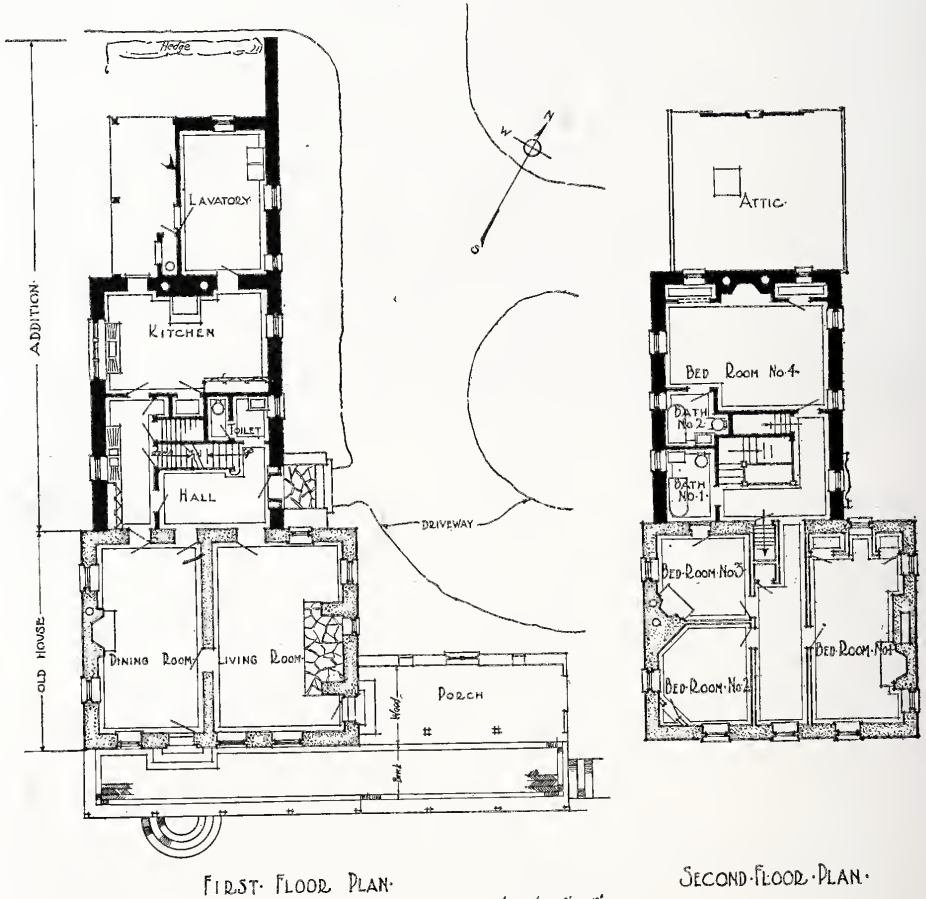 Hedge
N
W
S
LAVATORY.
ATTIC.
ADDITION.
KITCHEN
BED ROOM No.4.
TOILET
BATH
No.2.
BATH
No.1.
HALL
DRIVEWAY
OLD HOUSE
BED.ROOM.No.3.
DINING ROOM
LIVING ROOM.
BED.ROOM.No.1.
BED.ROOM.No.2
PORCH
Wood
Brick
FIRST. FLOOR PLAN.
SECOND.FLOOR.PLAN.